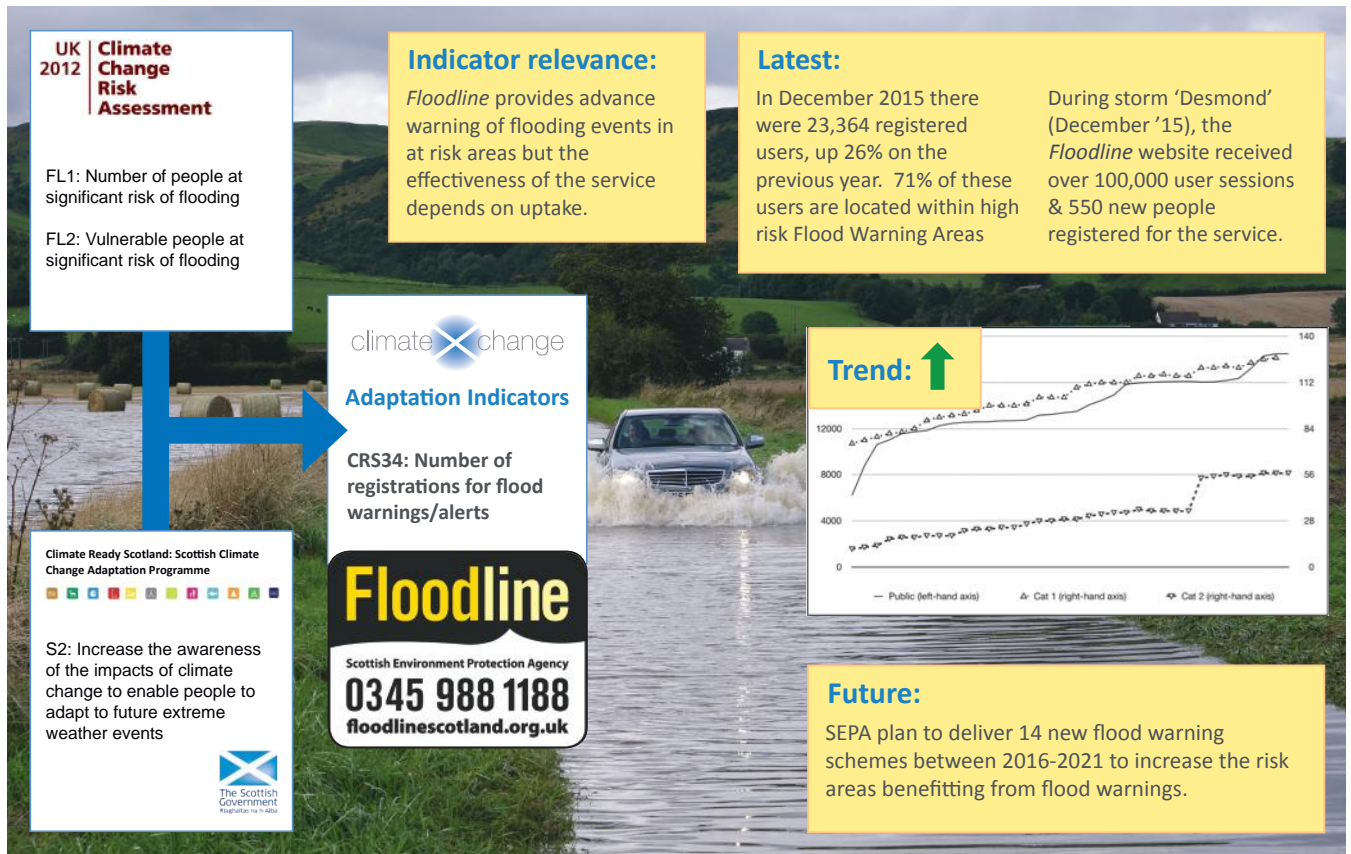 UK
2012
Climate
Change
Risk
Assessment
FL1: Number of people at
significant risk of flooding
FL2: Vulnerable people at
significant risk of flooding
Indicator relevance:
Floodline provides advance
warning of flooding events in
at risk areas but the
effectiveness of the service
depends on uptake.
Latest:
In December 2015 there
were 23,364 registered
users, up 26% on the
previous year.  71% of these
users are located within high
risk Flood Warning Areas
During storm ‘Desmond’
(December ’15), the
Floodline website received
over 100,000 user sessions
& 550 new people
registered for the service.
climate change
Adaptation Indicators
CRS34: Number of
registrations for flood
warnings/alerts
Floodline
Scottish Environment Protection Agency
0345 988 1188
floodlinescotland.org.uk
Climate Ready Scotland: Scottish Climate
Change Adaptation Programme
S2: Increase the awareness
of the impacts of climate
change to enable people to
adapt to future extreme
weather events
The Scottish
Government
Riaghaltas na h-Alba
Trend:
140
112
12000 84
8000 56
4000 28
0 0
Public (left-hand axis) Cat 1 (right-hand axis) Cat 2 (right-hand axis)
Future:
SEPA plan to deliver 14 new flood warning
schemes between 2016-2021 to increase the risk
areas benefitting from flood warnings.